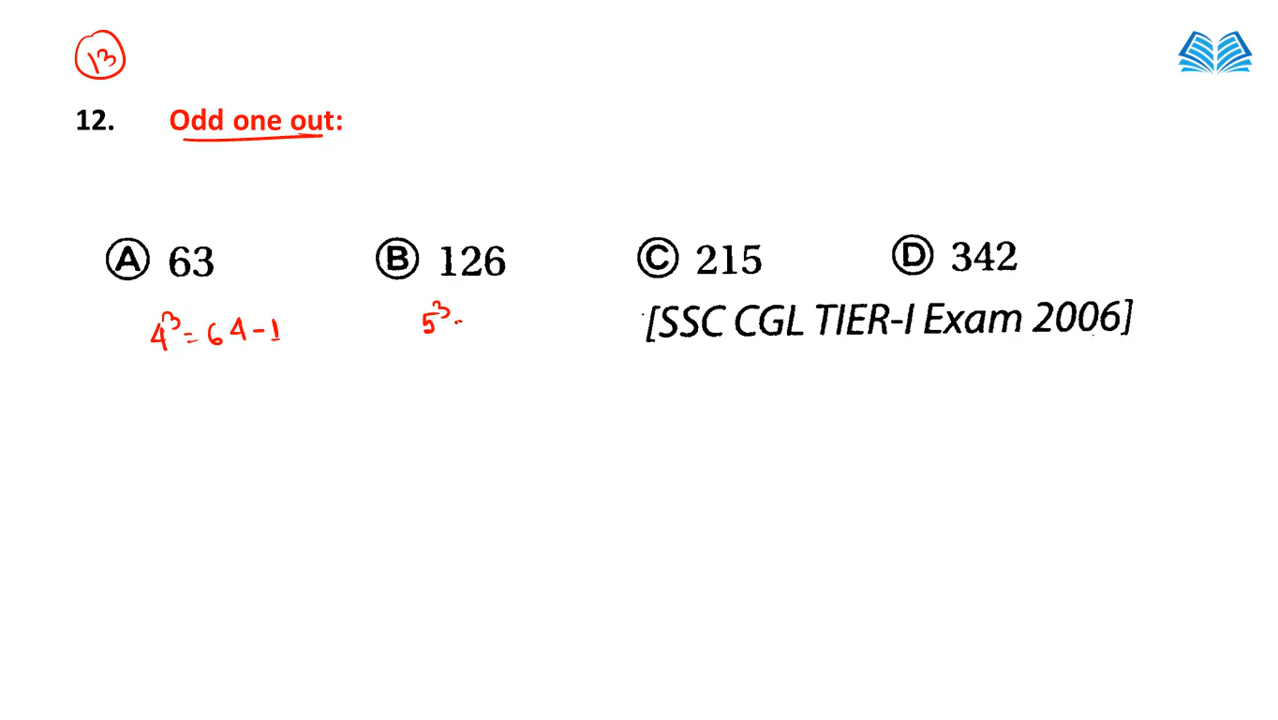 13
12. Odd one out:
Ⓐ 63 Ⓑ 126 Ⓒ 215 Ⓓ 342
4³ = 64 - 1 5³ -
[SSC CGL TIER-I Exam 2006]